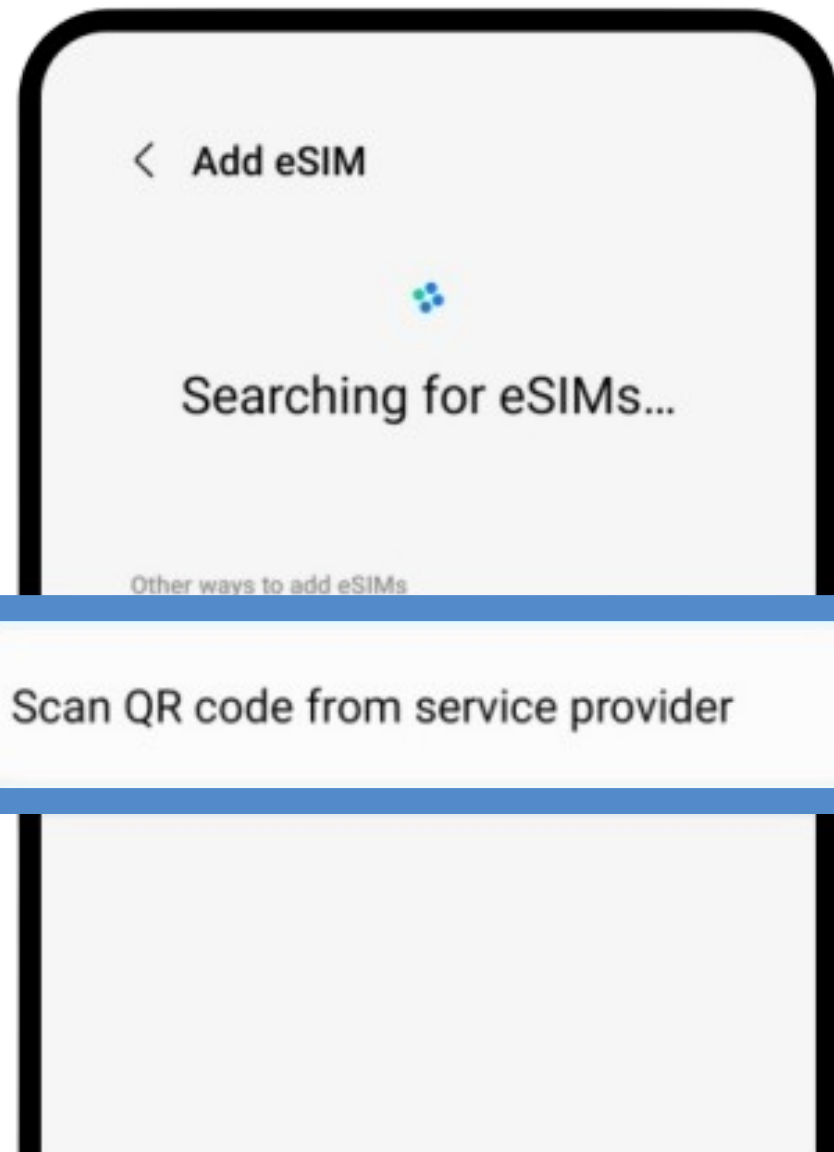 Add eSIM
Searching for eSIMs...
Other ways to add eSIMs
Scan QR code from service provider